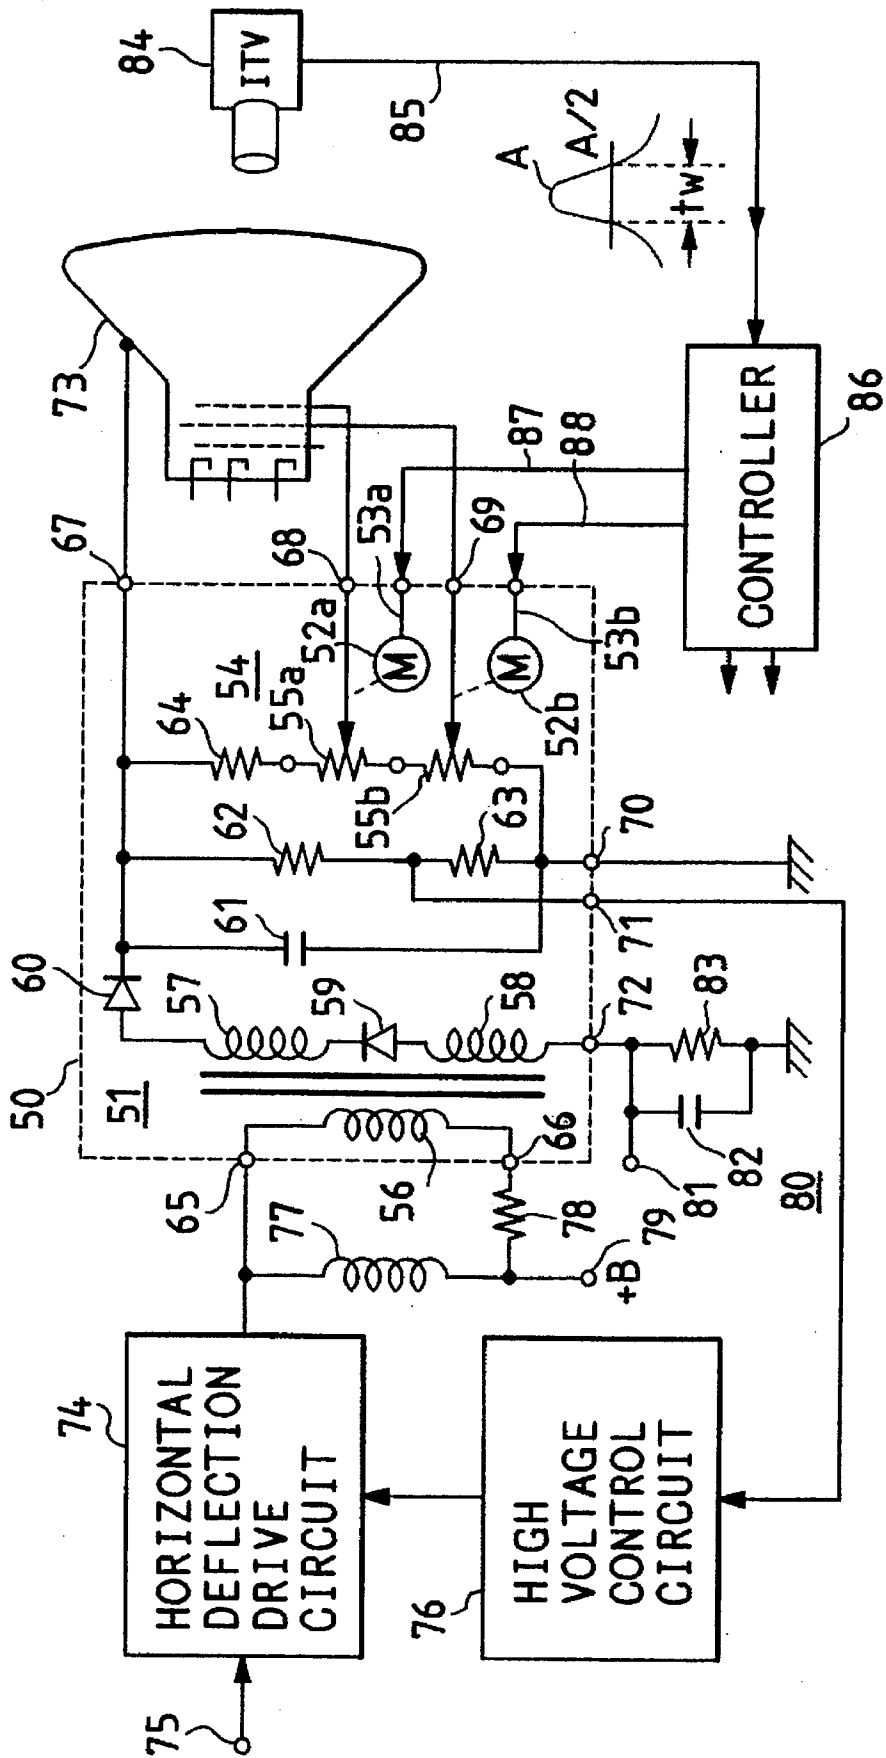 84
ITV
85
A
A/2
tw
73
67
68
53a
69
87
88
CONTROLLER
86
54
52a
M
64
55a
M
53b
52b
62
55b
63
70
61
71
60
57
59
58
72
83
50
51
56
66
82
81
80
65
77
78
79
+B
74
HORIZONTAL
DEFLECTION
DRIVE
CIRCUIT
76
HIGH
VOLTAGE
CONTROL
CIRCUIT
75